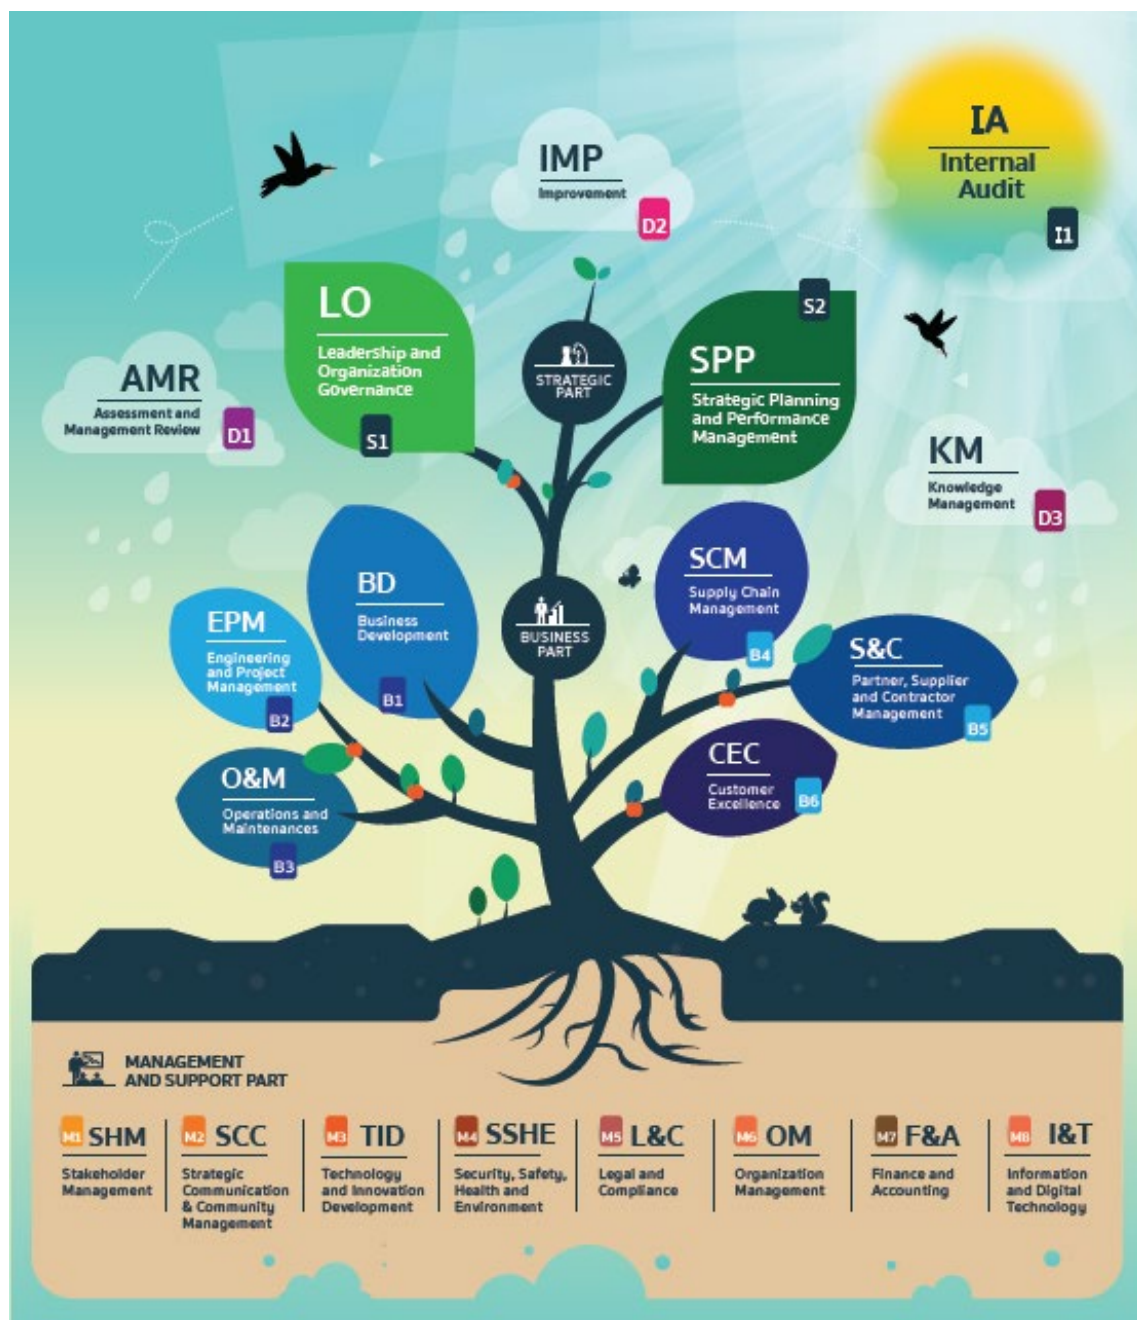 IA
Internal
Audit
I1
IMP
Improvement
D2
LO
Leadership and
Organization
Governance
S1
STRATEGIC
PART
S2
SPP
Strategic Planning
and Performance
Management
AMR
Assessment and
Management Review
D1
KM
Knowledge
Management
D3
BD
Business
Development
B1
SCM
Supply Chain
Management
B4
EPM
Engineering
and Project
Management
B2
BUSINESS
PART
S&C
Partner, Supplier
and Contractor
Management
B5
O&M
Operations and
Maintenances
B3
CEC
Customer
Excellence
B6
MANAGEMENT
AND SUPPORT PART
M1 SHM
Stakeholder
Management
M2 SCC
Strategic
Communication
& Community
Management
M3 TID
Technology
and Innovation
Development
M4 SSHE
Security, Safety,
Health and
Environment
M5 L&C
Legal and
Compliance
M6 OM
Organization
Management
M7 F&A
Finance and
Accounting
M8 I&T
Information
and Digital
Technology